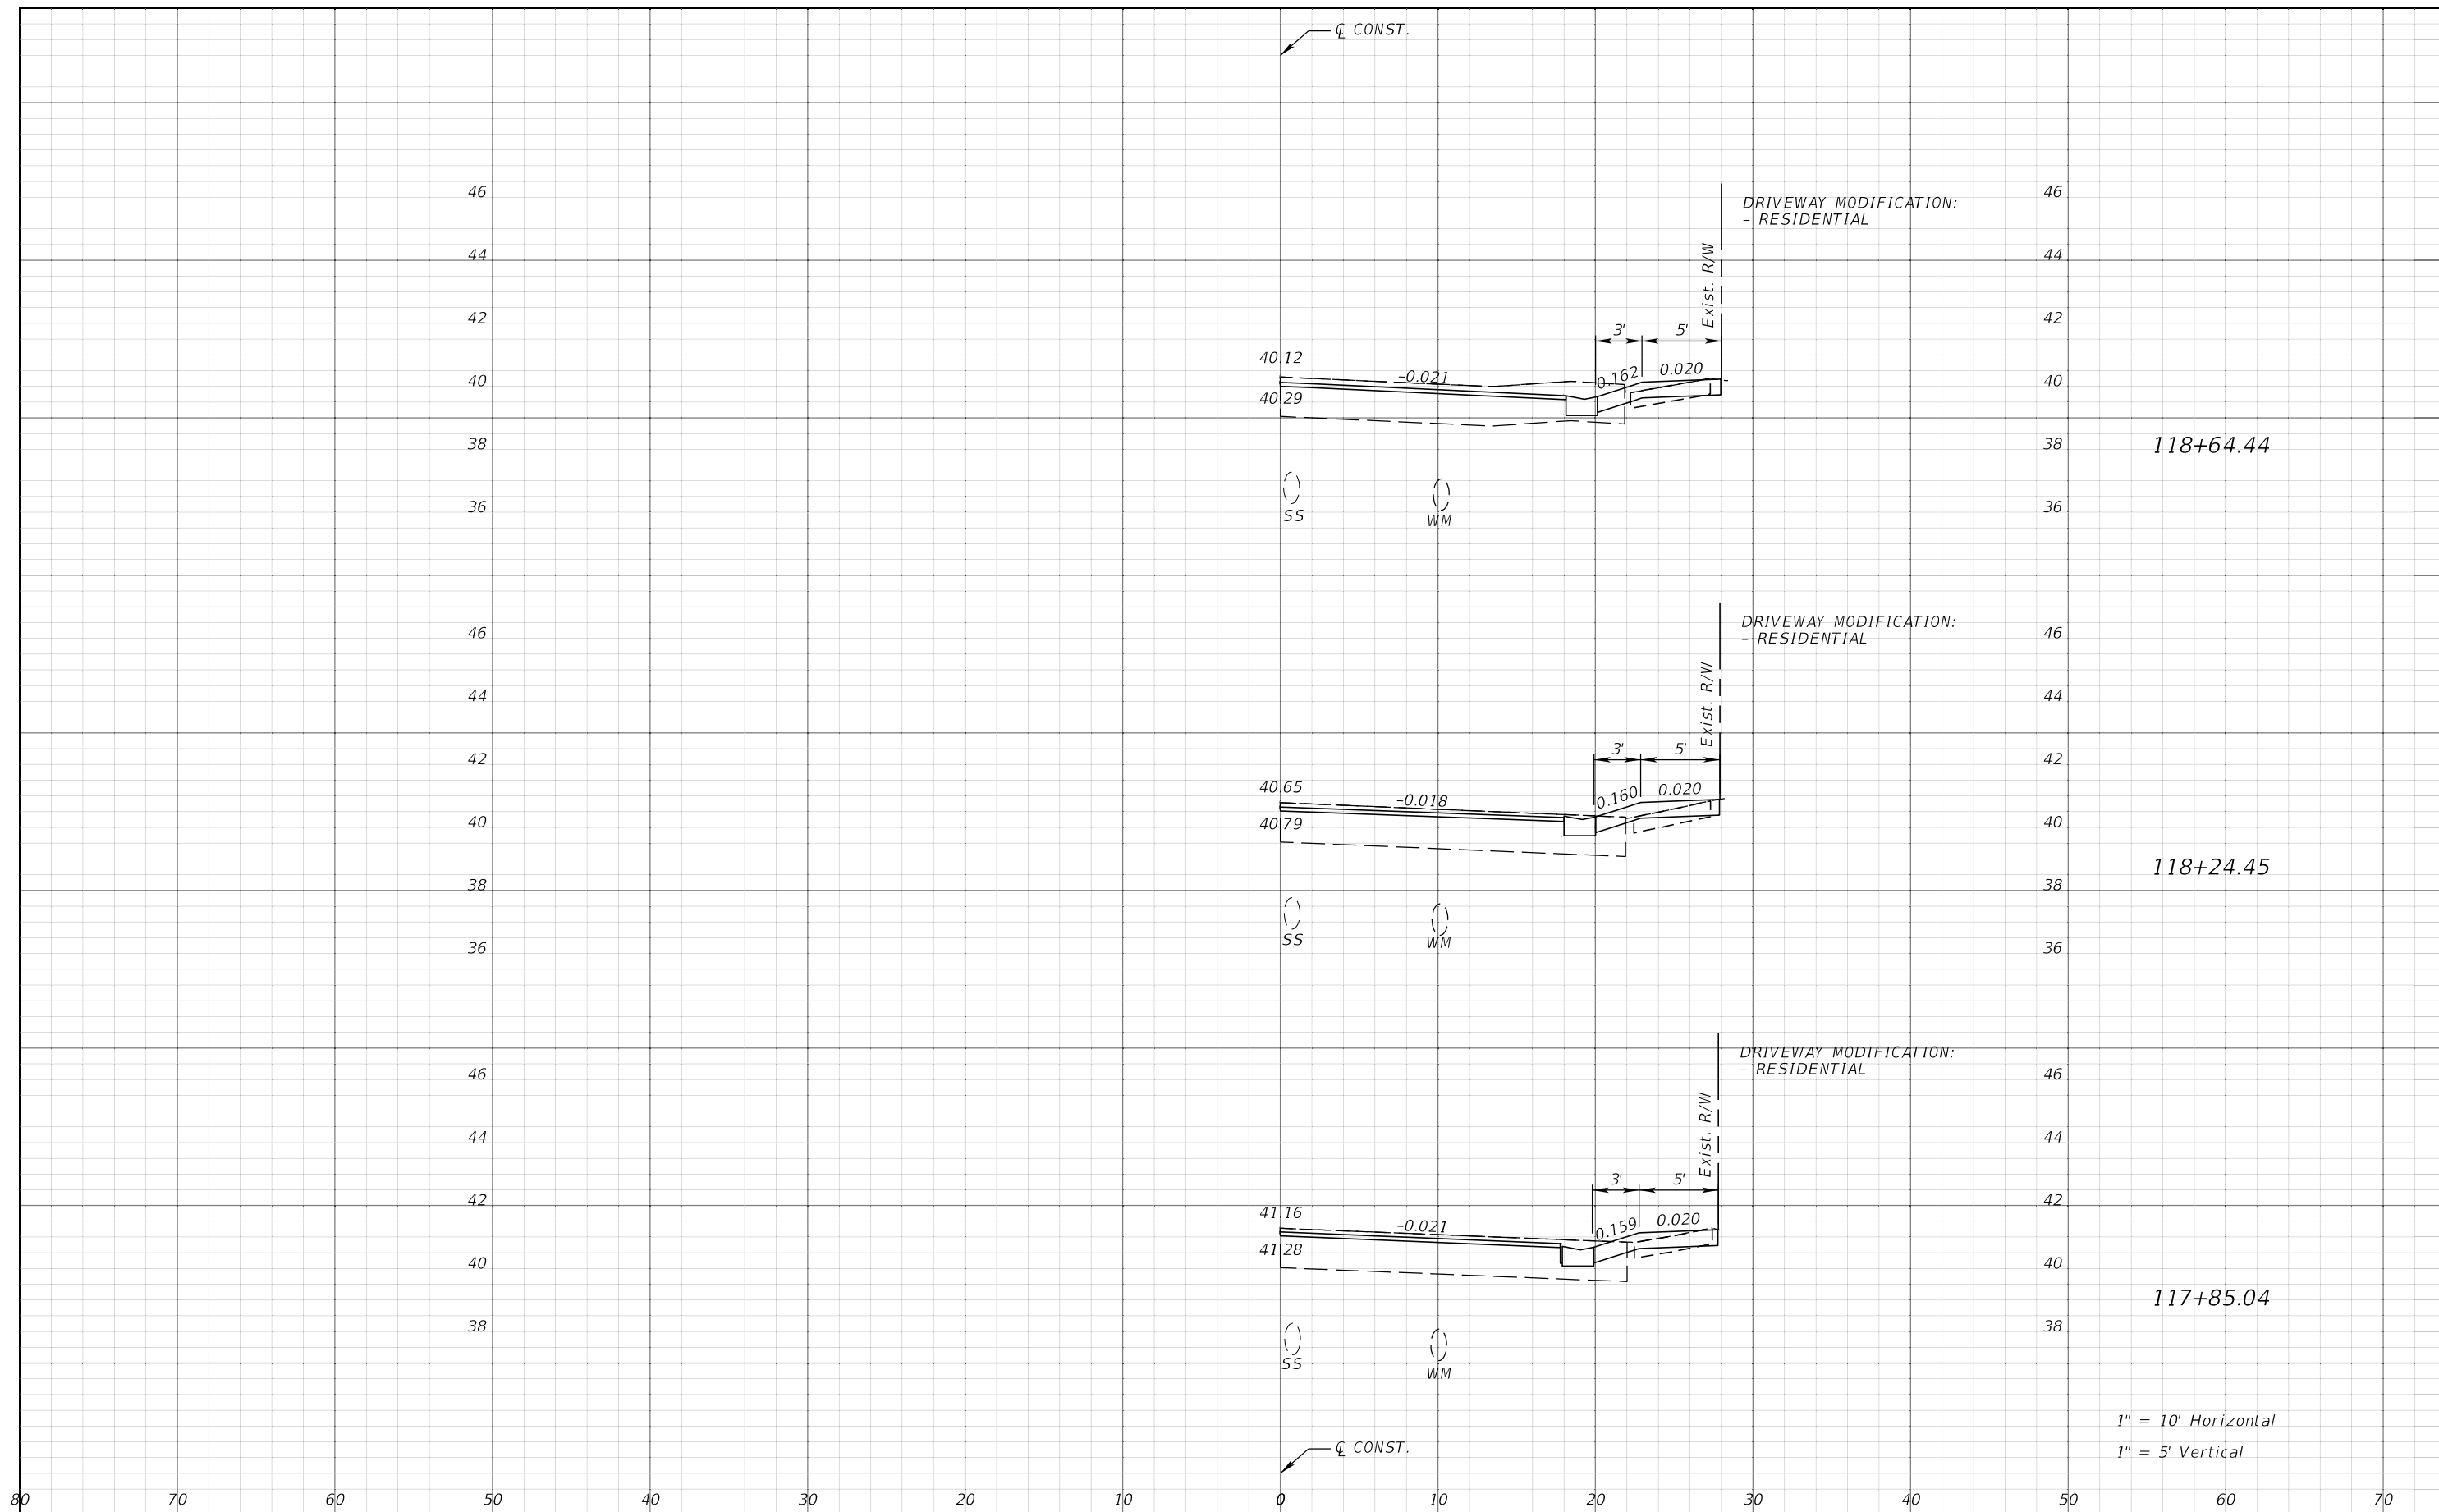 ℄ CONST.
46
46
DRIVEWAY MODIFICATION:
– RESIDENTIAL
44
44
Exist. R/W
42
42
3'
5'
40.12
–0.021
0.162
0.020
40
40
40.29
38
38
118+64.44
36
36
SS
WM
46
46
DRIVEWAY MODIFICATION:
– RESIDENTIAL
44
44
Exist. R/W
42
42
3'
5'
40.65
–0.018
0.160
0.020
40
40.79
40
118+24.45
38
38
SS
WM
36
36
DRIVEWAY MODIFICATION:
– RESIDENTIAL
46
46
44
44
Exist. R/W
42
42
3'
5'
41.16
–0.021
0.159
0.020
41.28
40
40
117+85.04
38
38
SS
WM
1" = 10' Horizontal
℄ CONST.
1" = 5' Vertical
80 70 60 50 40 30 20 10 0 10 20 30 40 50 60 70